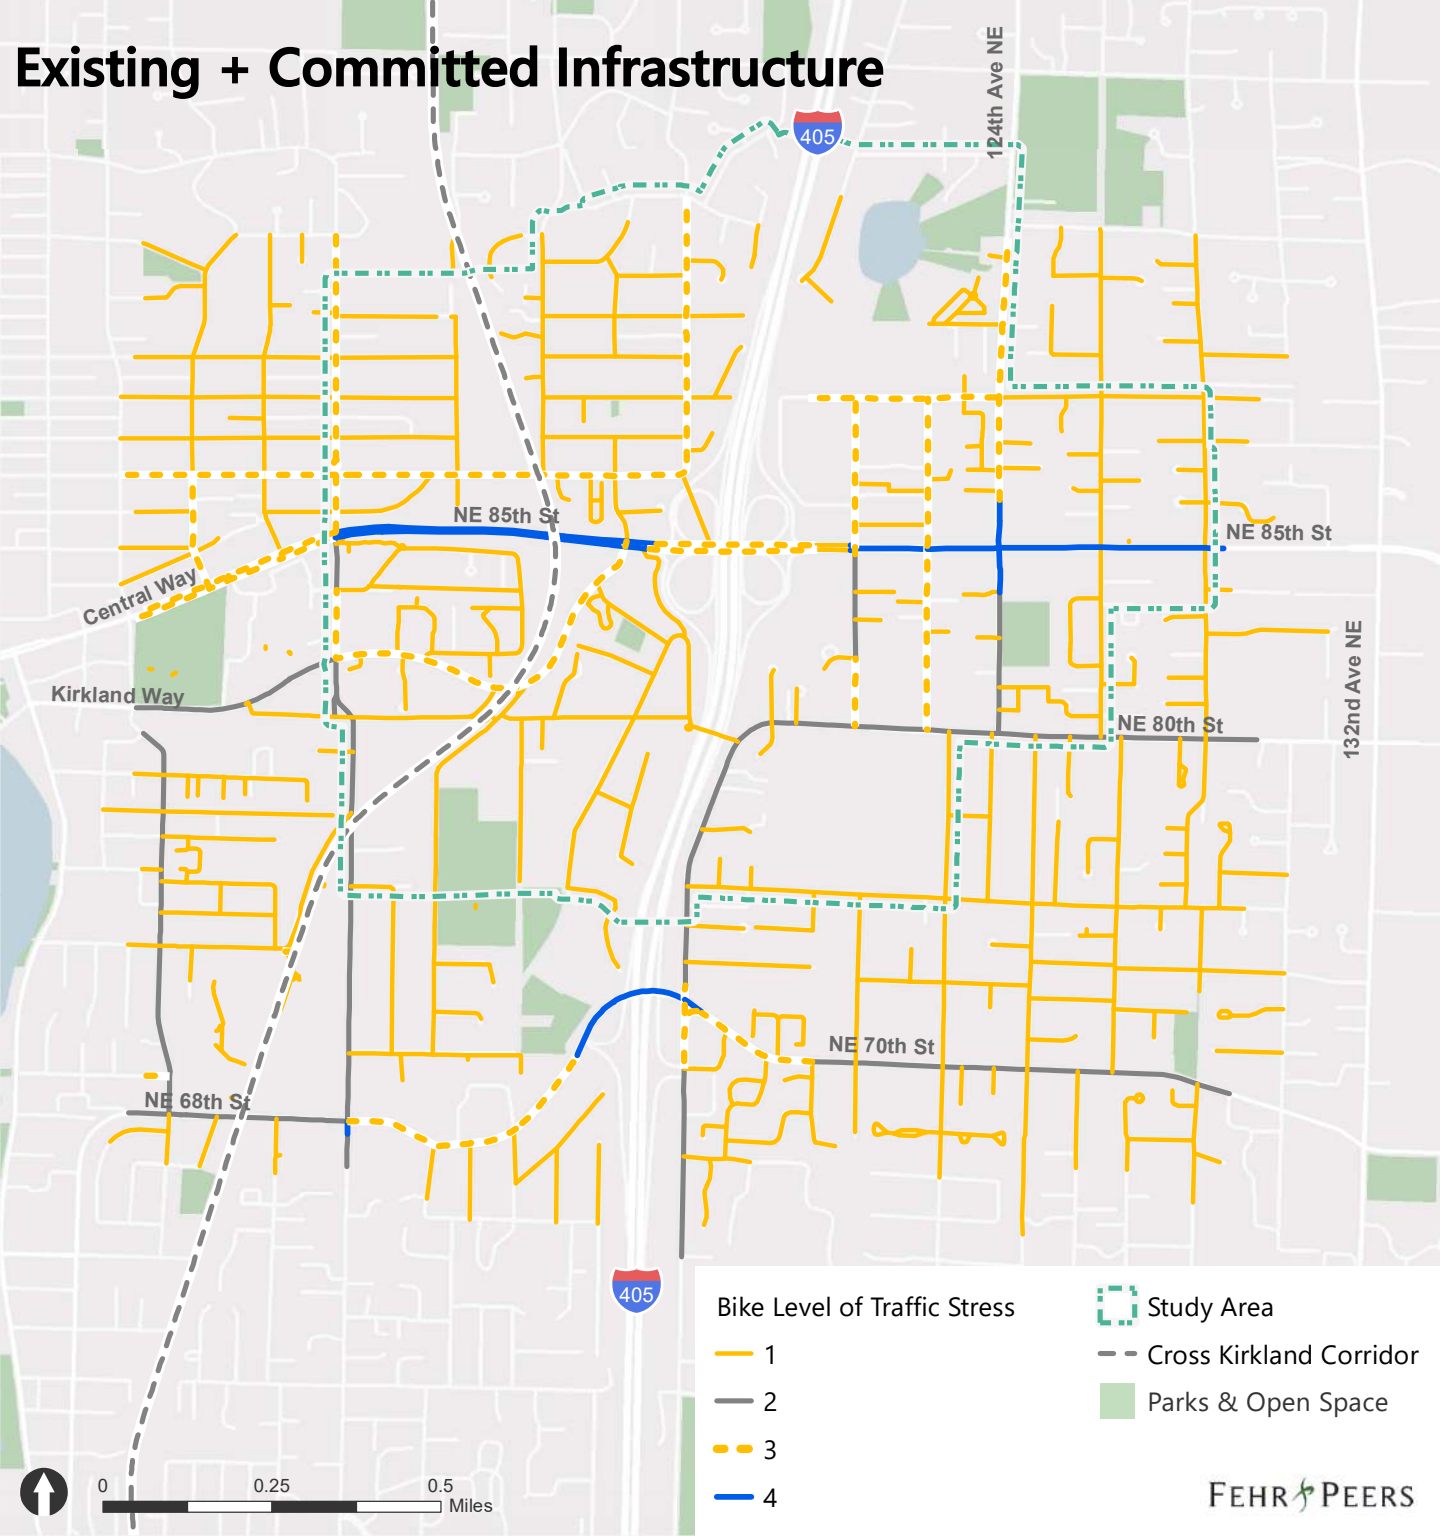 Existing + Committed Infrastructure
124th Ave NE
405
NE 85th St
NE 85th St
Central Way
Kirkland Way
132nd Ave NE
NE 80th St
NE 70th St
NE 68th St
405
Bike Level of Traffic Stress
1
2
3
4
Study Area
Cross Kirkland Corridor
Parks & Open Space
0 0.25 0.5
Miles
FEHR PEERS